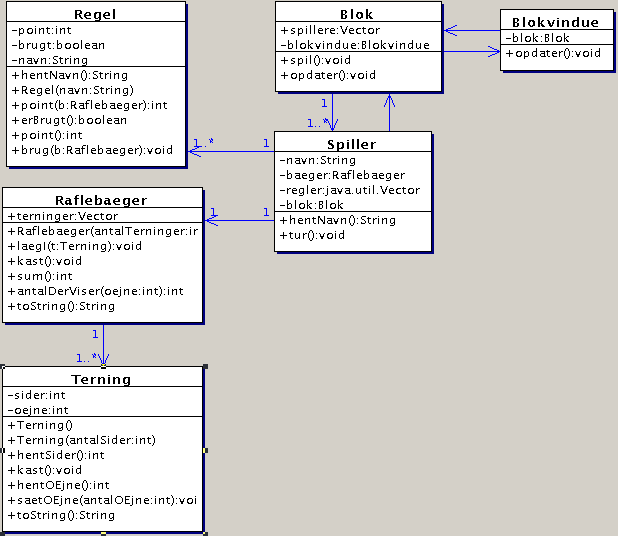 Regel
-point:int
-brugt:boolean
-navn:String
+hentNavn():String
+Regel(navn:String)
+point(b:Raflebaeger):int
+erBrugt():boolean
+point():int
+brug(b:Raflebaeger):void
Blok
+spillere:Vector
-blokvindue:Blokvindue
+spil():void
+opdater():void
Blokvindue
-blok:Blok
+opdater():void
1
1..*
1..*
1
Spiller
-navn:String
-baeger:Raflebaeger
-regler:java.util.Vector
-blok:Blok
+hentNavn():String
+tur():void
Raflebaeger
+terninger:Vector
+Raflebaeger(antalTerninger:ir
+laegI(t:Terning):void
+kast():void
+sum():int
+antalDerViser(oejne:int):int
+toString():String
1
1
1
1..*
Terning
-sider:int
-oejne:int
+Terning()
+Terning(antalSider:int)
+hentSider():int
+kast():void
+hentOEjne():int
+saetOEjne(antalOEjne:int):voi
+toString():String